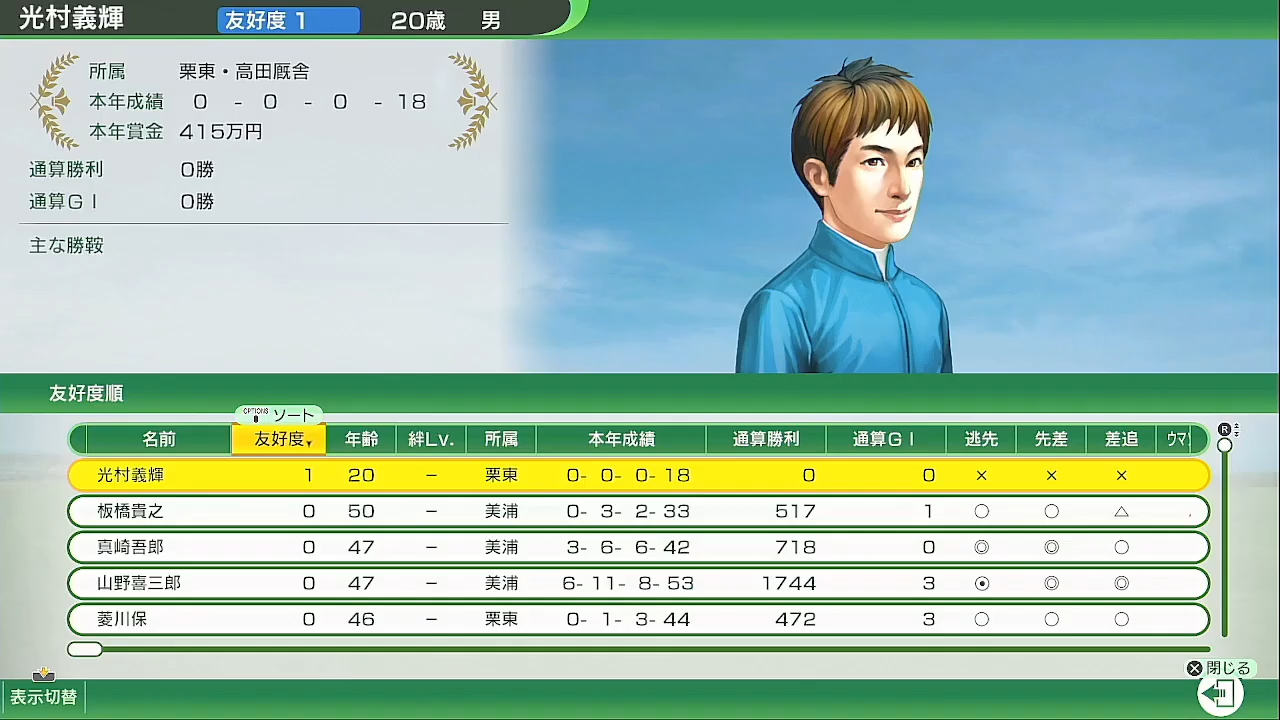 光村義輝 友好度 1 20歳 男
所属 栗東・高田厩舎
本年成績 0 - 0 - 0 - 18
本年賞金 415万円
通算勝利 0勝
通算GⅠ 0勝
主な勝鞍
友好度順
OPTIONS ソート
名前 友好度 年齢 絆Lv. 所属 本年成績 通算勝利 通算GⅠ 逃先 先差 差追 ウマ
R
光村義輝 1 20 － 栗東 0- 0- 0- 18 0 0 × × ×
板橋貴之 0 50 － 美浦 0- 3- 2- 33 517 1 ○ ○ △
真崎吾郎 0 47 － 美浦 3- 6- 6- 42 718 0 ◎ ◎ ○
山野喜三郎 0 47 － 美浦 6- 11- 8- 53 1744 3 ⦿ ◎ ◎
菱川保 0 46 － 栗東 0- 1- 3- 44 472 3 ○ ○ ○
閉じる
表示切替